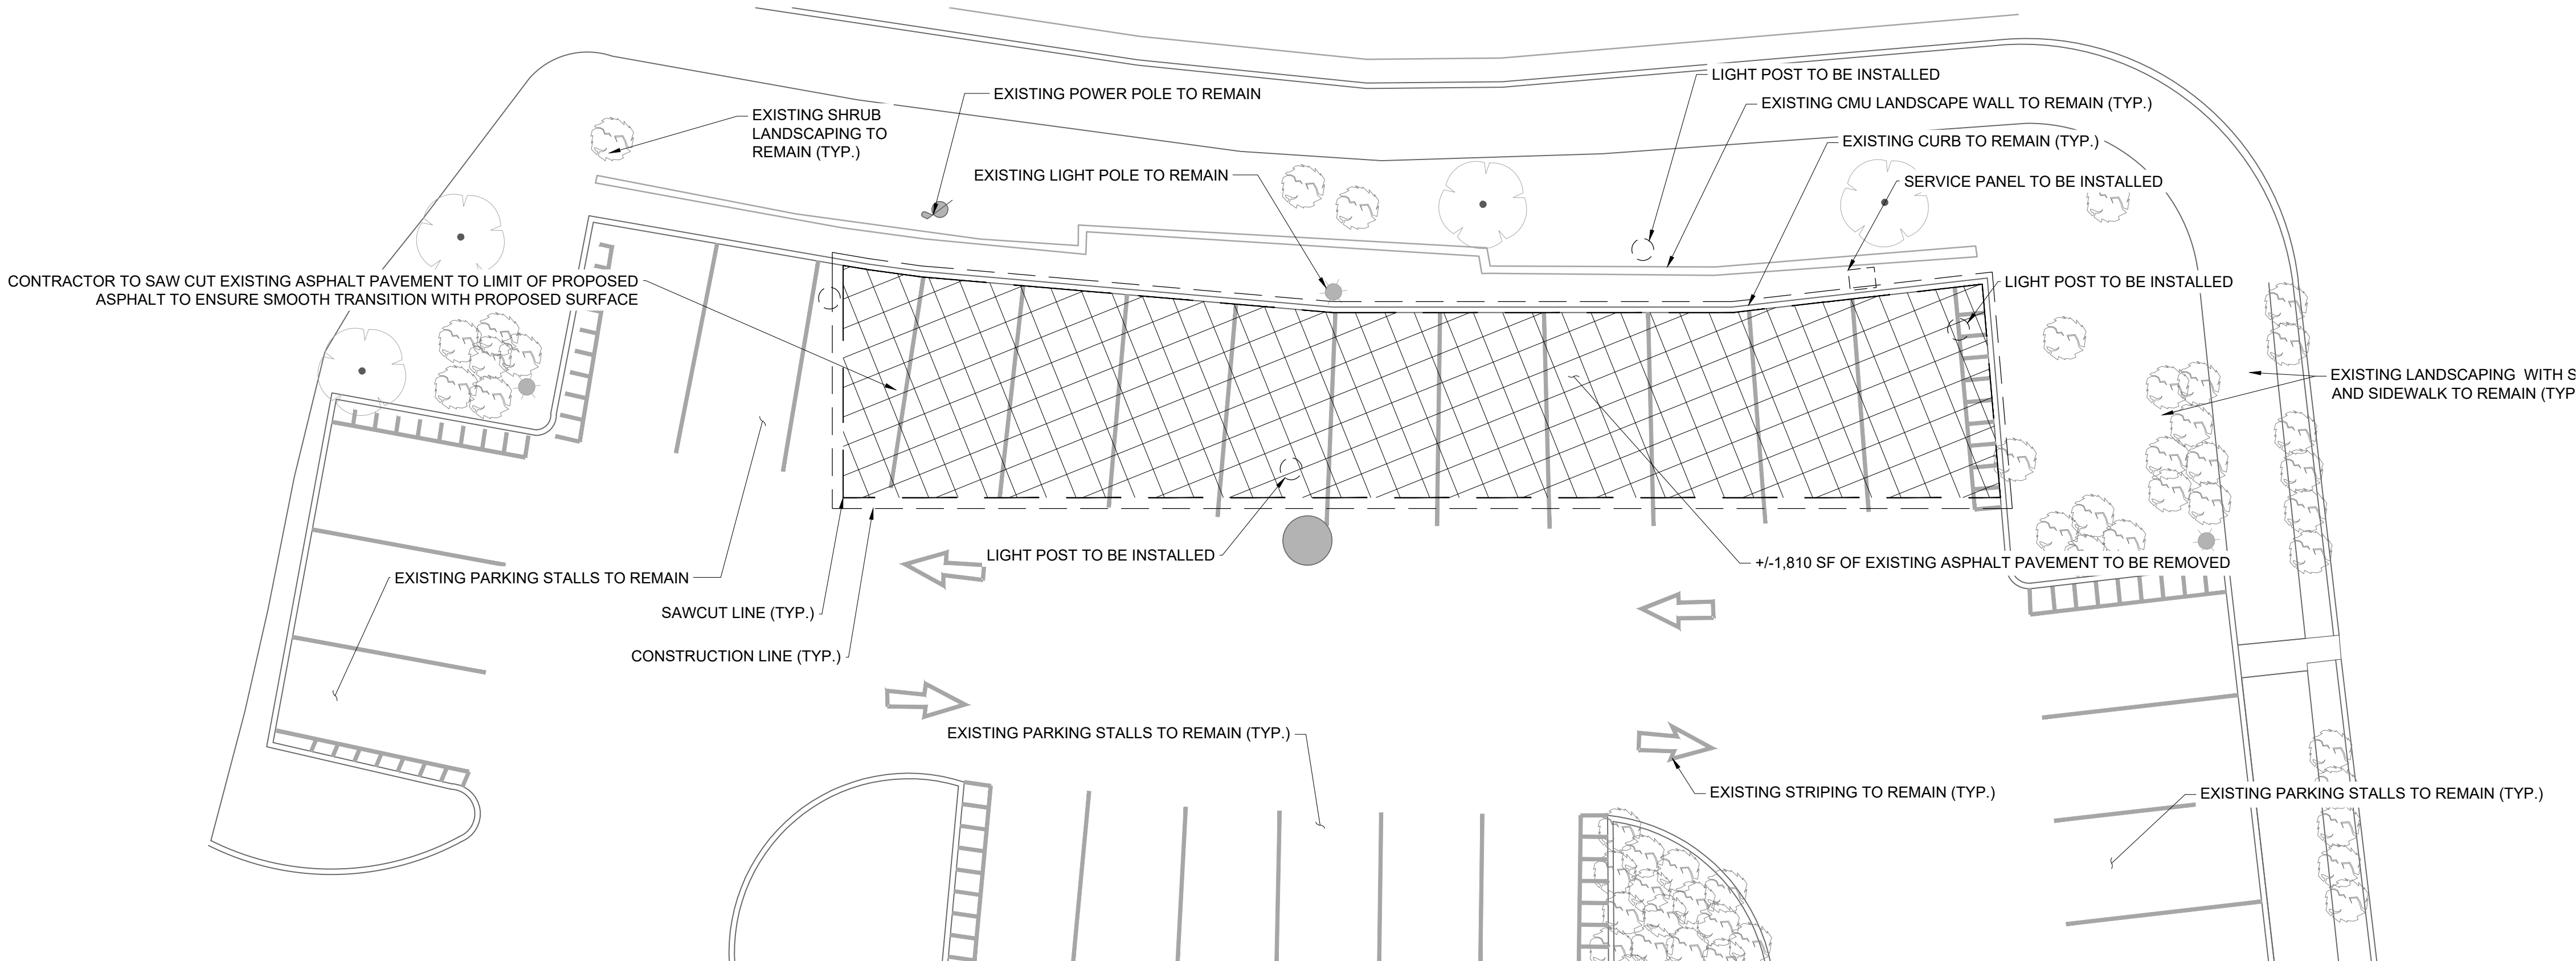 LIGHT POST TO BE INSTALLED
EXISTING POWER POLE TO REMAIN
EXISTING CMU LANDSCAPE WALL TO REMAIN (TYP.)
EXISTING SHRUB
LANDSCAPING TO
REMAIN (TYP.)
EXISTING CURB TO REMAIN (TYP.)
EXISTING LIGHT POLE TO REMAIN
SERVICE PANEL TO BE INSTALLED
CONTRACTOR TO SAW CUT EXISTING ASPHALT PAVEMENT TO LIMIT OF PROPOSED
ASPHALT TO ENSURE SMOOTH TRANSITION WITH PROPOSED SURFACE
LIGHT POST TO BE INSTALLED
EXISTING LANDSCAPING WITH S
AND SIDEWALK TO REMAIN (TYP
LIGHT POST TO BE INSTALLED
+/-1,810 SF OF EXISTING ASPHALT PAVEMENT TO BE REMOVED
EXISTING PARKING STALLS TO REMAIN
SAWCUT LINE (TYP.)
CONSTRUCTION LINE (TYP.)
EXISTING PARKING STALLS TO REMAIN (TYP.)
EXISTING STRIPING TO REMAIN (TYP.)
EXISTING PARKING STALLS TO REMAIN (TYP.)